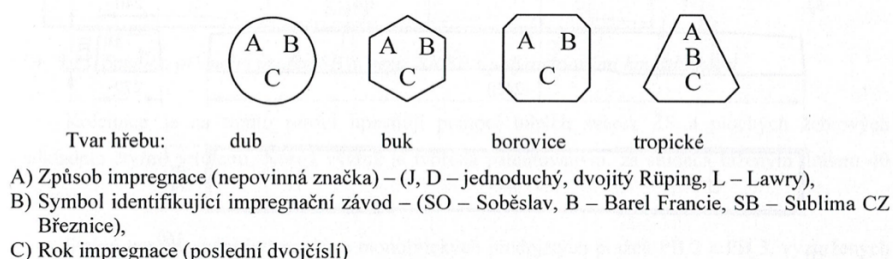 A B A B A B A
C C C B
C
Tvar hřebu: dub buk borovice tropické
A) Způsob impregnace (nepovinná značka) – (J, D – jednoduchý, dvojitý Rüping, L – Lawry),
B) Symbol identifikující impregnační závod – (SO – Soběslav, B – Barel Francie, SB – Sublima CZ
Březnice),
C) Rok impregnace (poslední dvojčíslí)